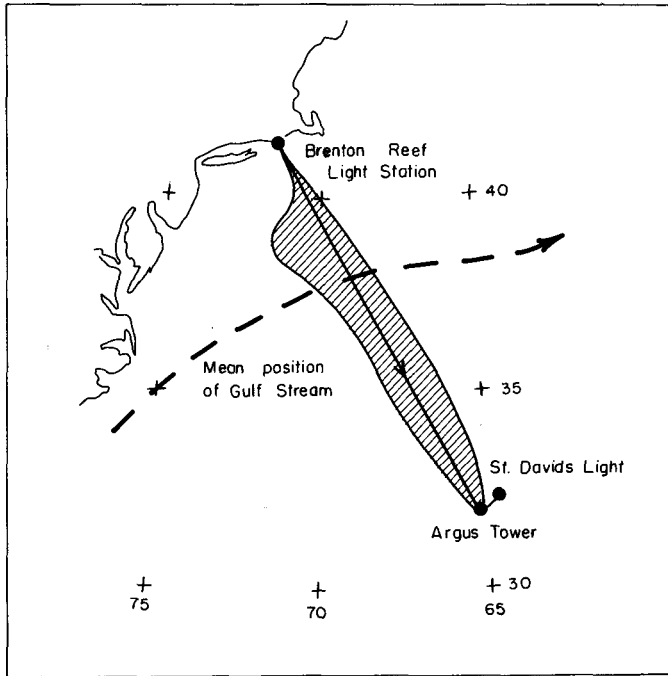 Brenton Reef
Light Station
40
Mean position
of Gulf Stream
35
St. Davids Light
Argus Tower
30
75
70
65